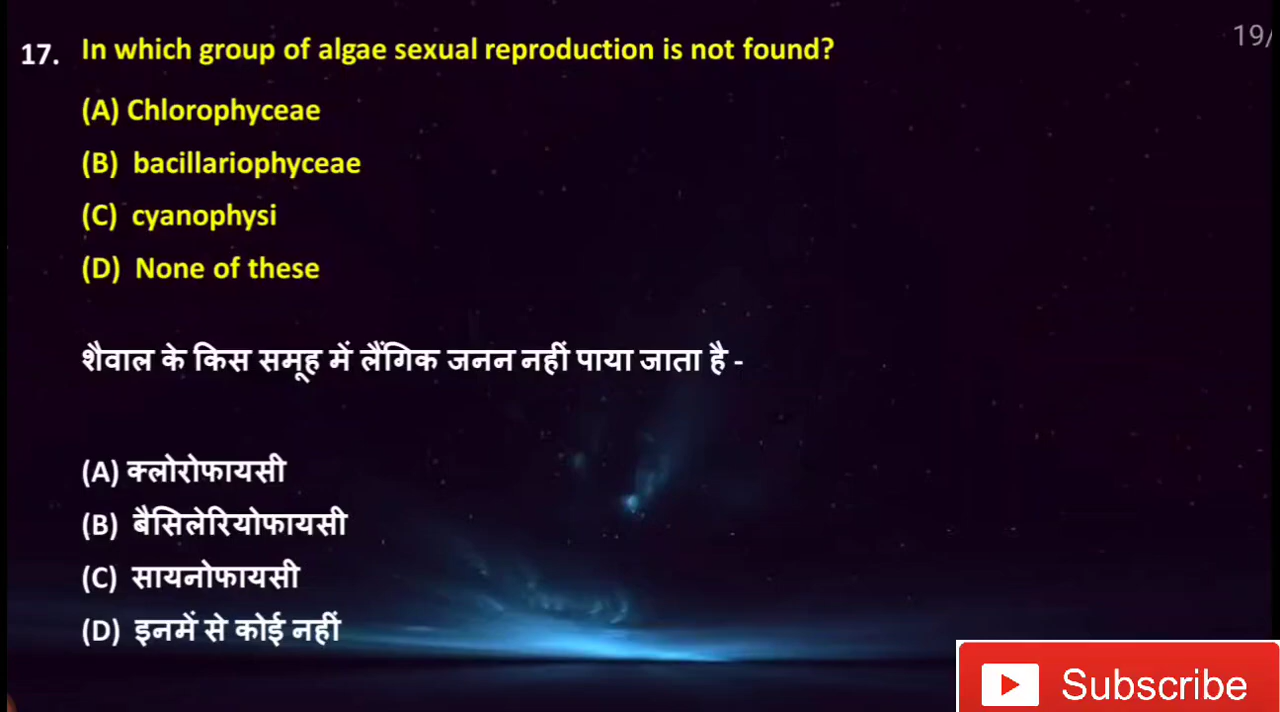 17. In which group of algae sexual reproduction is not found?
19/
(A) Chlorophyceae
(B) bacillariophyceae
(C) cyanophysi
(D) None of these
शैवाल के किस समूह में लैंगिक जनन नहीं पाया जाता है -
(A) क्लोरोफायसी
(B) बैसिलेरियोफायसी
(C) सायनोफायसी
(D) इनमें से कोई नहीं
Subscribe